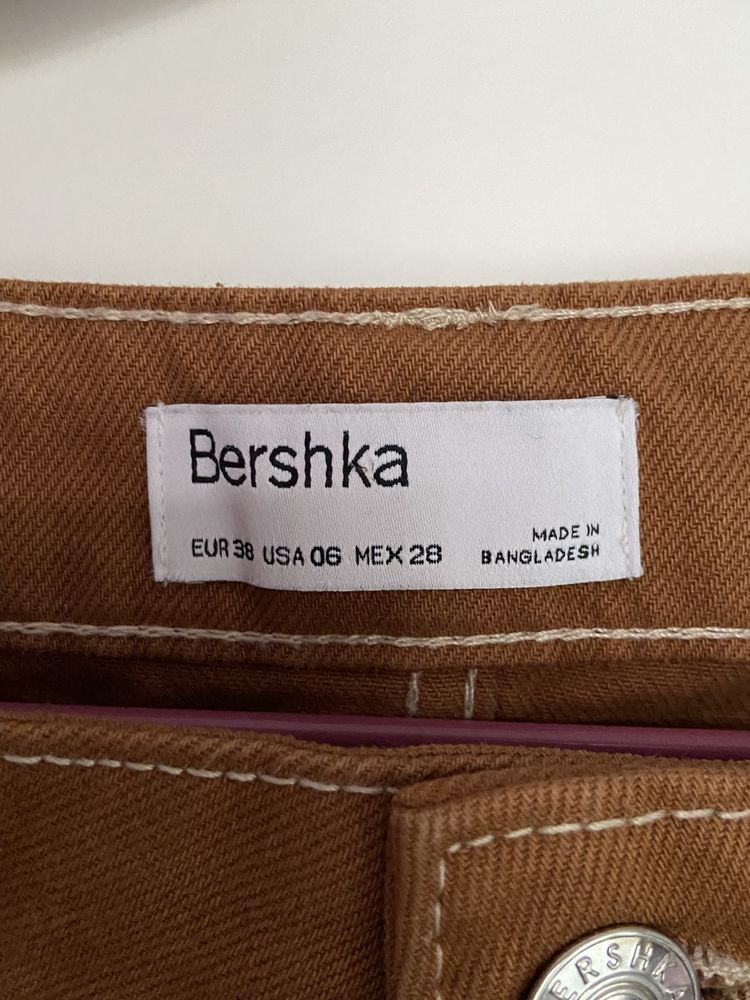 Bershka
EUR 38 USA 06 MEX 28
MADE IN
BANGLADESH
ERSHKA